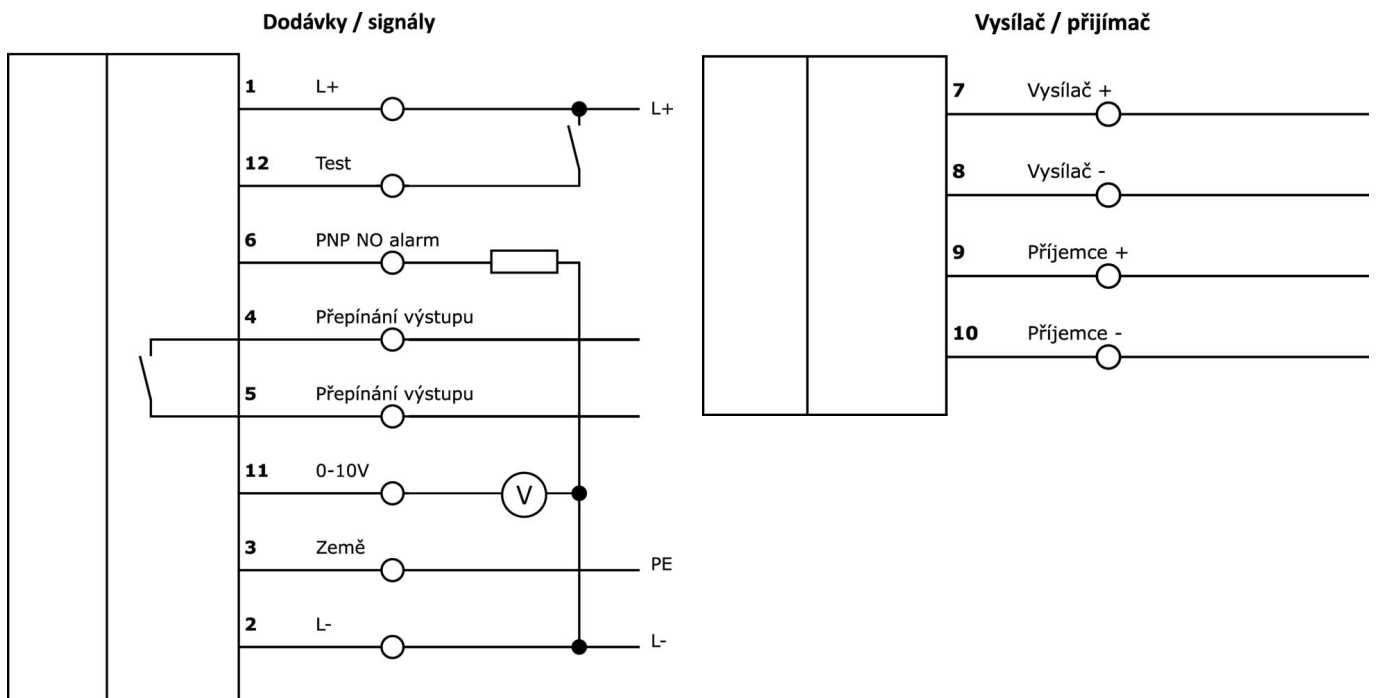 Dodávky / signály
1 L+
L+
12 Test
6 PNP NO alarm
4 Přepínání výstupu
5 Přepínání výstupu
11 0-10V
V
3 Země
PE
2 L-
L-
Vysílač / přijímač
7 Vysílač +
8 Vysílač -
9 Příjemce +
10 Příjemce -